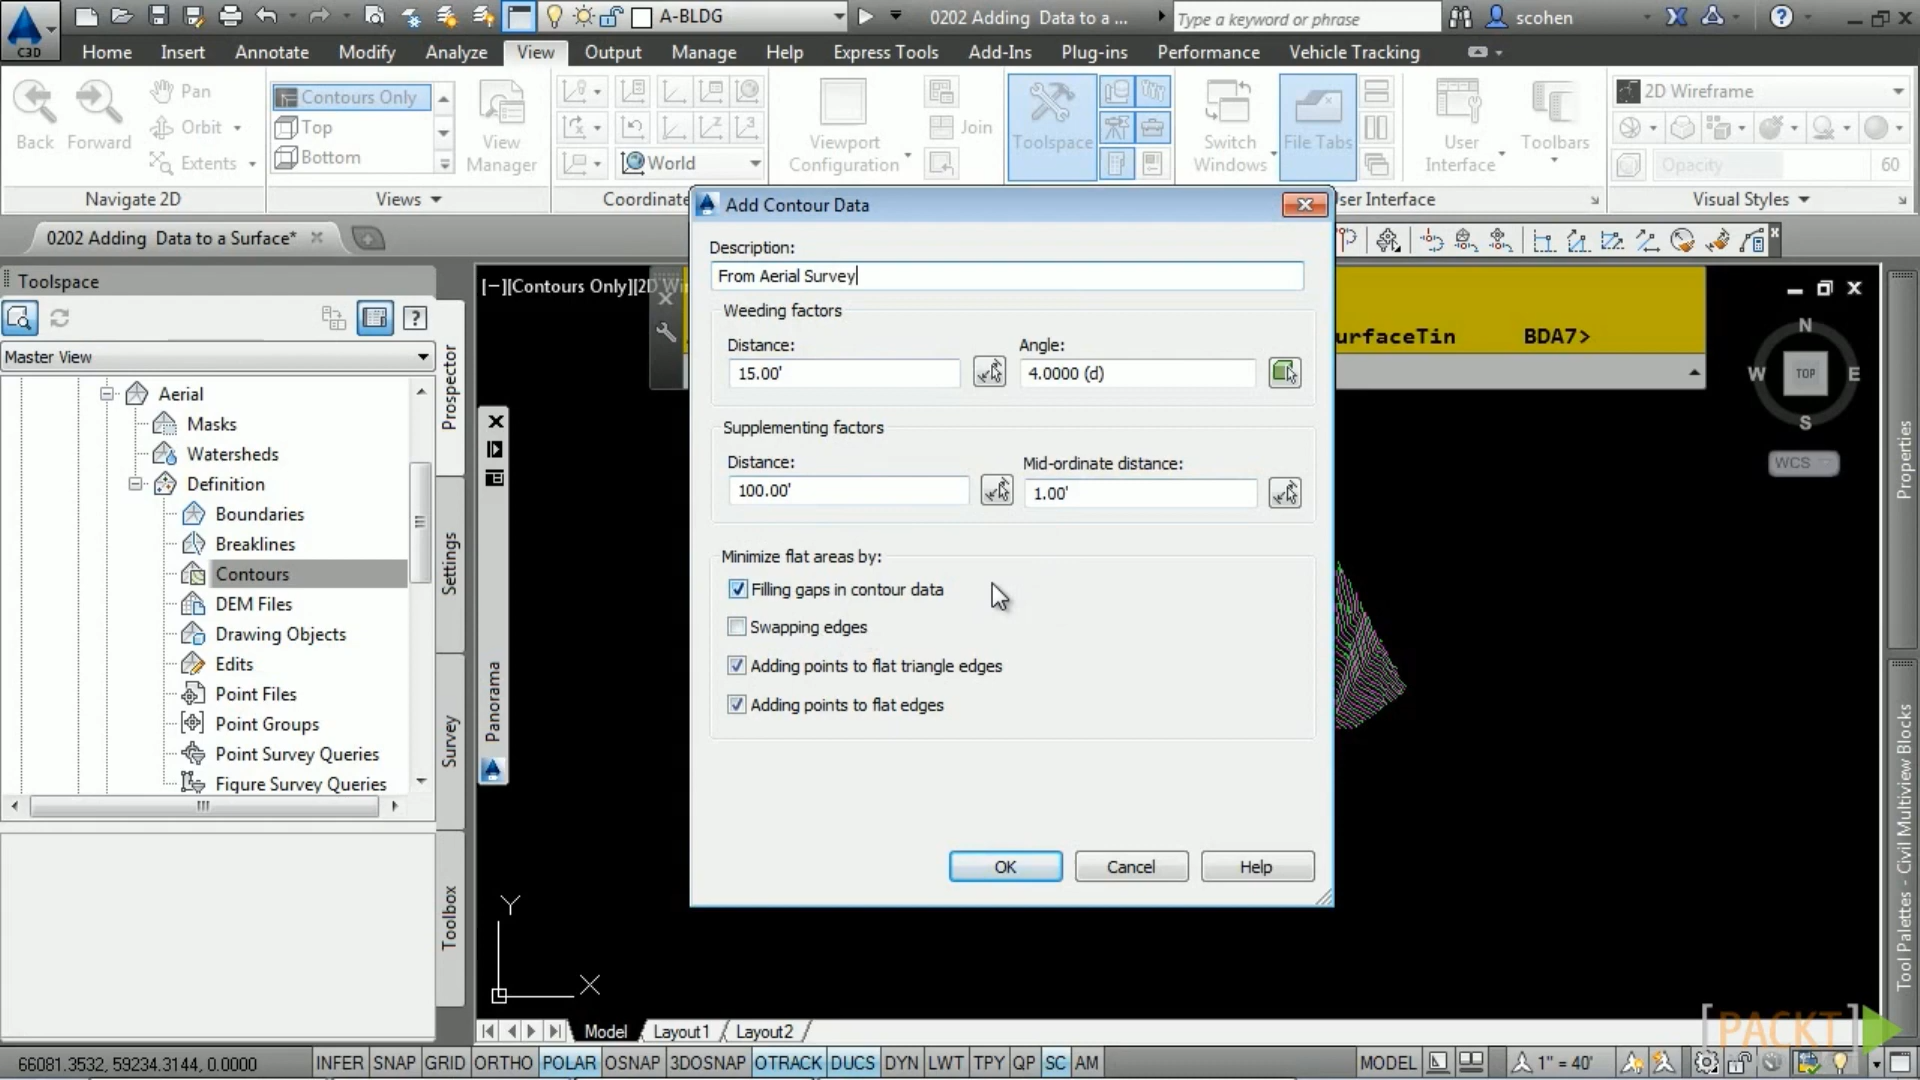 C3D
A-BLDG
0202 Adding Data to a ...
Type a keyword or phrase
scohen
Home
Insert
Annotate
Modify
Analyze
View
Output
Manage
Help
Express Tools
Add-Ins
Plug-ins
Performance
Vehicle Tracking
Back
Forward
Pan
Orbit
Extents
Contours Only
Top
Bottom
View
Manager
World
Viewport
Configuration
Join
Toolspace
Switch
Windows
File Tabs
User
Interface
Toolbars
2D Wireframe
Opacity
60
Navigate 2D
Views
Coordinate
User Interface
Visual Styles
0202 Adding Data to a Surface*
Toolspace
Master View
Aerial
Masks
Watersheds
Definition
Boundaries
Breaklines
Contours
DEM Files
Drawing Objects
Edits
Point Files
Point Groups
Point Survey Queries
Figure Survey Queries
Prospector
Settings
Survey
Toolbox
Panorama
[−][Contours Only][2D Wi
Add Contour Data
Description:
From Aerial Survey
Weeding factors
Distance:
Angle:
15.00'
4.0000 (d)
Supplementing factors
Distance:
Mid-ordinate distance:
100.00'
1.00'
Minimize flat areas by:
Filling gaps in contour data
Swapping edges
Adding points to flat triangle edges
Adding points to flat edges
OK
Cancel
Help
urfaceTin BDA7>
N
W
TOP
E
S
WCS
Properties
Tool Palettes - Civil Multiview Blocks
Y
X
Model
Layout1
Layout2
[PACKT]
66081.3532, 59234.3144, 0.0000
INFER
SNAP
GRID
ORTHO
POLAR
OSNAP
3DOSNAP
OTRACK
DUCS
DYN
LWT
TPY
QP
SC
AM
MODEL
1" = 40'